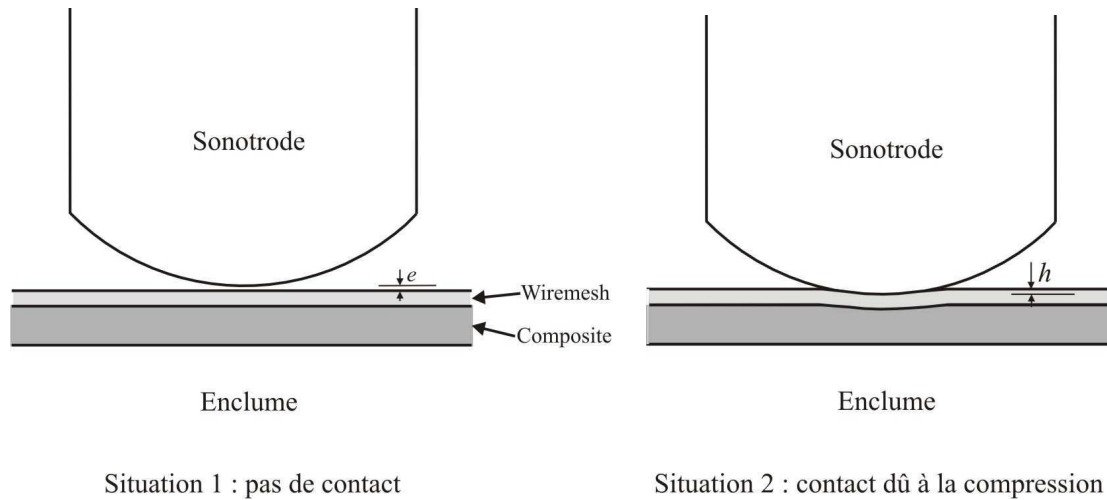 Sonotrode
Sonotrode
e
h
Wiremesh
Composite
Enclume
Enclume
Situation 1 : pas de contact
Situation 2 : contact dû à la compression